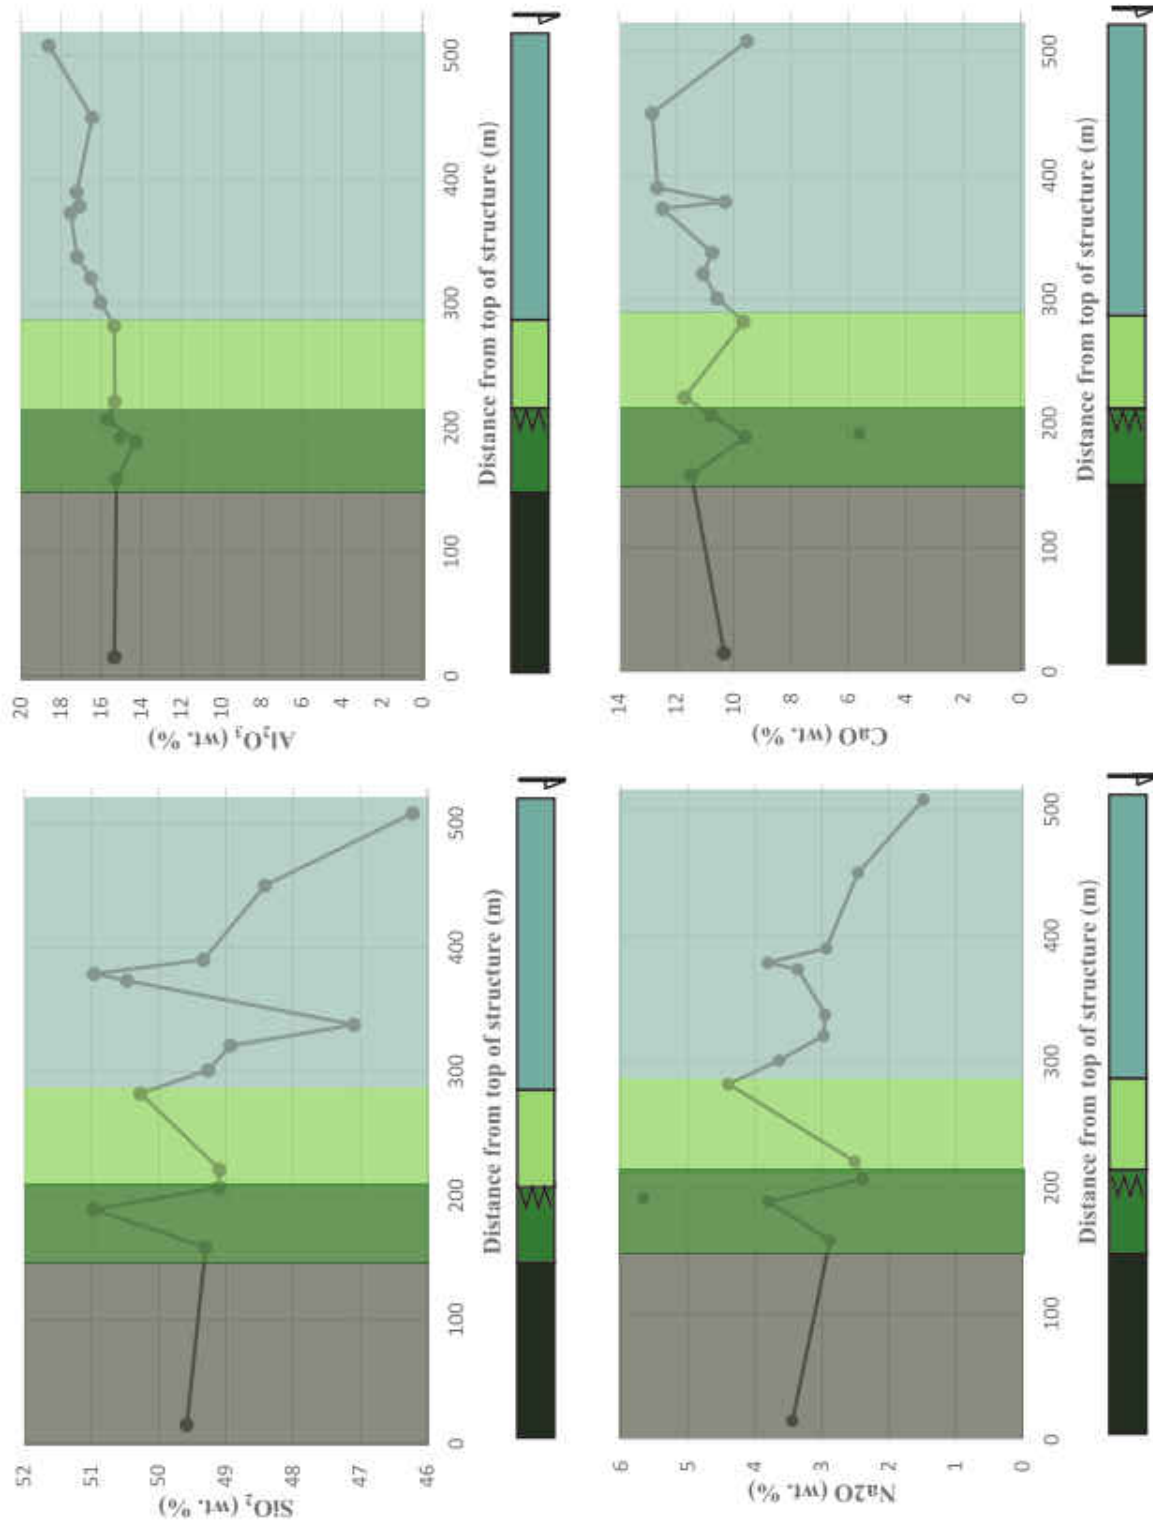 SiO₂ (wt. %)
52
51
50
49
48
47
46
0 100 200 300 400 500
Distance from top of structure (m)
Al₂O₃ (wt. %)
20
18
16
14
12
10
8
6
4
2
0
0 100 200 300 400 500
Distance from top of structure (m)
Na2O (wt. %)
6
5
4
3
2
1
0
0 100 200 300 400 500
Distance from top of structure (m)
CaO (wt. %)
14
12
10
8
6
4
2
0
0 100 200 300 400 500
Distance from top of structure (m)